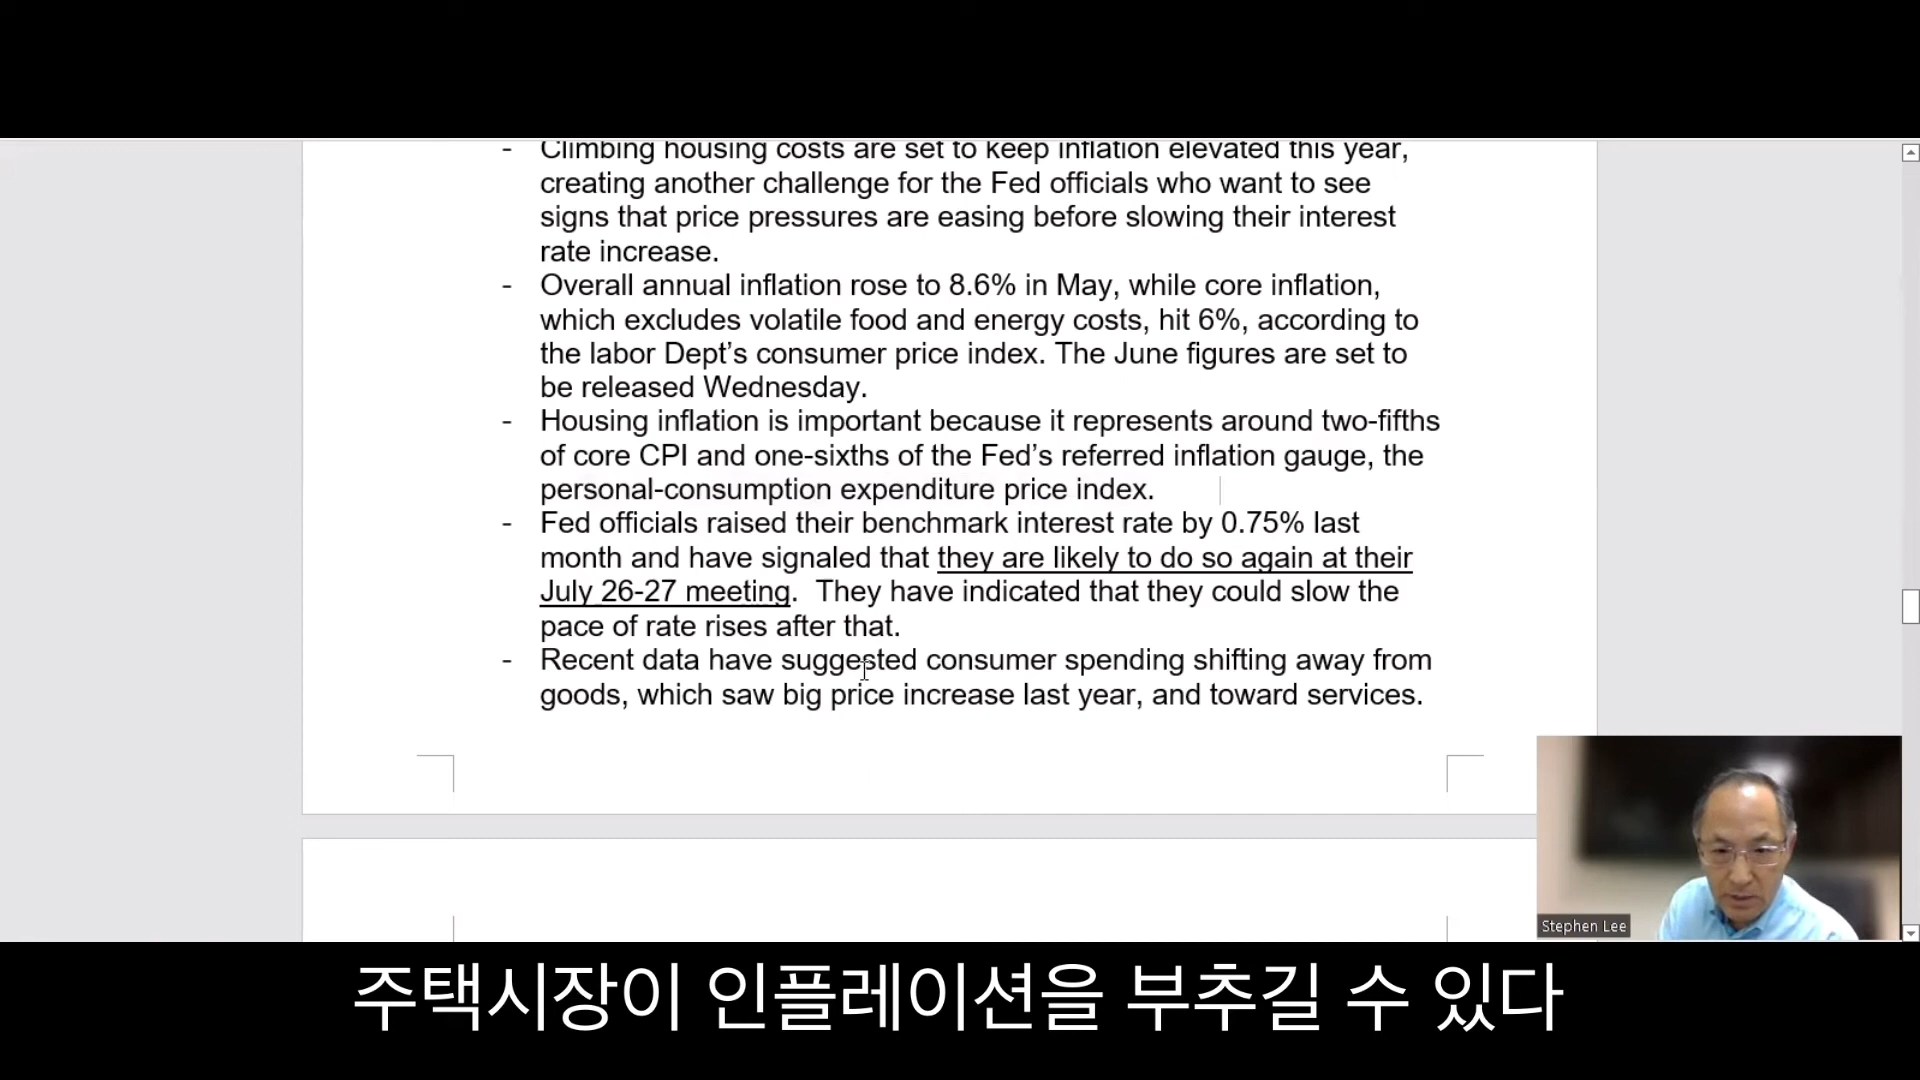 - Climbing housing costs are set to keep inflation elevated this year,
creating another challenge for the Fed officials who want to see
signs that price pressures are easing before slowing their interest
rate increase.
- Overall annual inflation rose to 8.6% in May, while core inflation,
which excludes volatile food and energy costs, hit 6%, according to
the labor Dept’s consumer price index. The June figures are set to
be released Wednesday.
- Housing inflation is important because it represents around two-fifths
of core CPI and one-sixths of the Fed’s referred inflation gauge, the
personal-consumption expenditure price index.
- Fed officials raised their benchmark interest rate by 0.75% last
month and have signaled that they are likely to do so again at their
July 26-27 meeting.  They have indicated that they could slow the
pace of rate rises after that.
- Recent data have suggested consumer spending shifting away from
goods, which saw big price increase last year, and toward services.
Stephen Lee
주택시장이 인플레이션을 부추길 수 있다